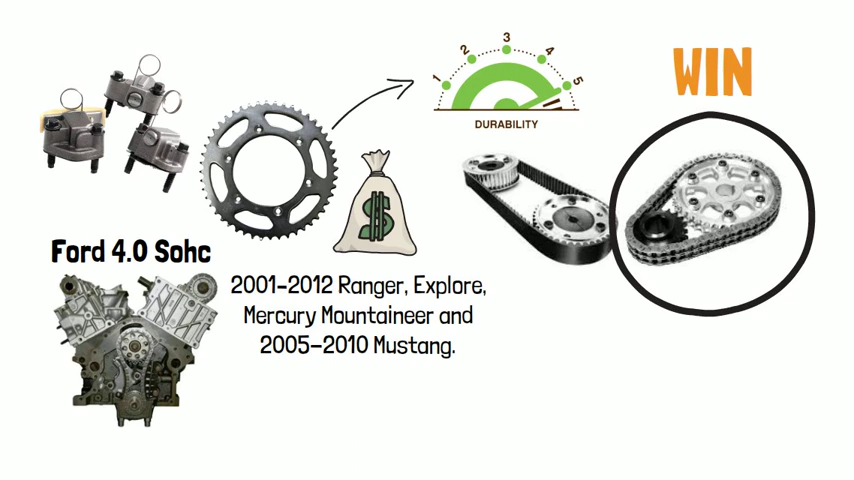 1 2 3 4 5
DURABILITY
WIN
Ford 4.0 Sohc
2001-2012 Ranger, Explore,
Mercury Mountaineer and
2005-2010 Mustang.
$